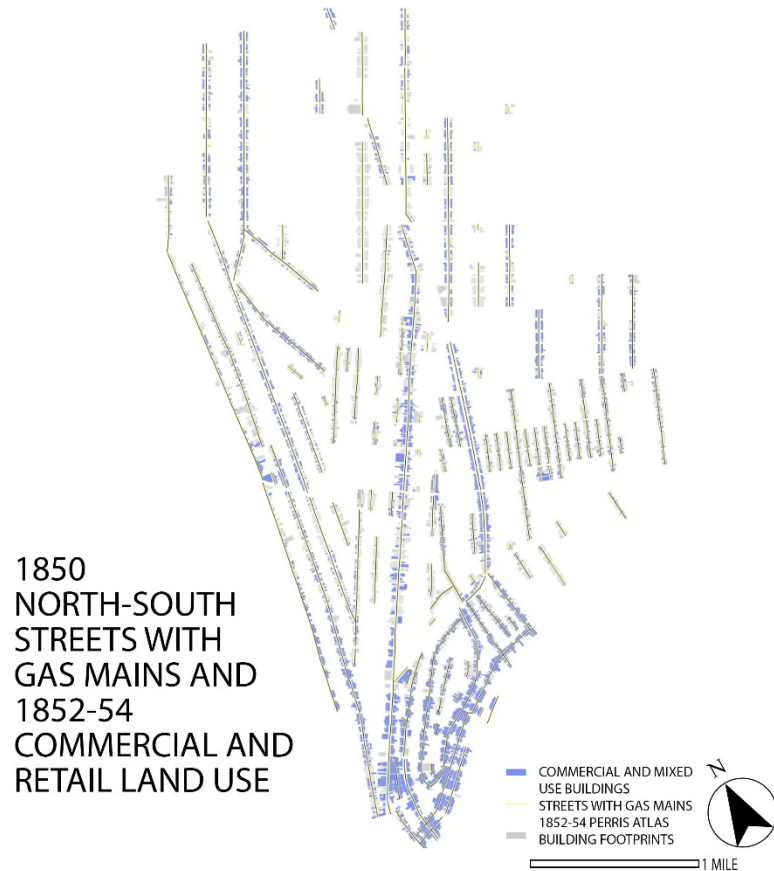 1850
NORTH-SOUTH
STREETS WITH
GAS MAINS AND
1852-54
COMMERCIAL AND
RETAIL LAND USE
COMMERCIAL AND MIXED
USE BUILDINGS
STREETS WITH GAS MAINS
1852-54 PERRIS ATLAS
BUILDING FOOTPRINTS
N
1 MILE